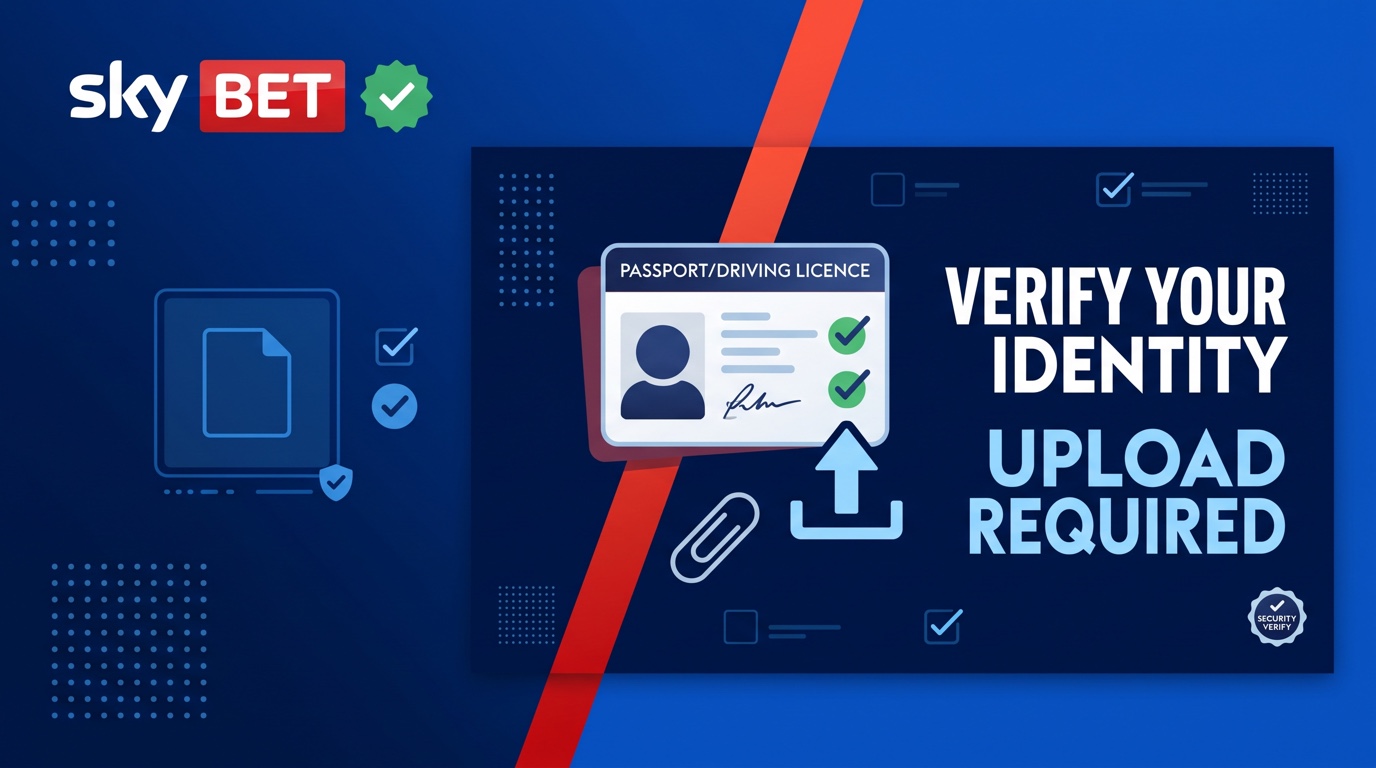 sky BET
PASSPORT/DRIVING LICENCE
VERIFY YOUR
IDENTITY
UPLOAD
REQUIRED
SECURITY
VERIFY